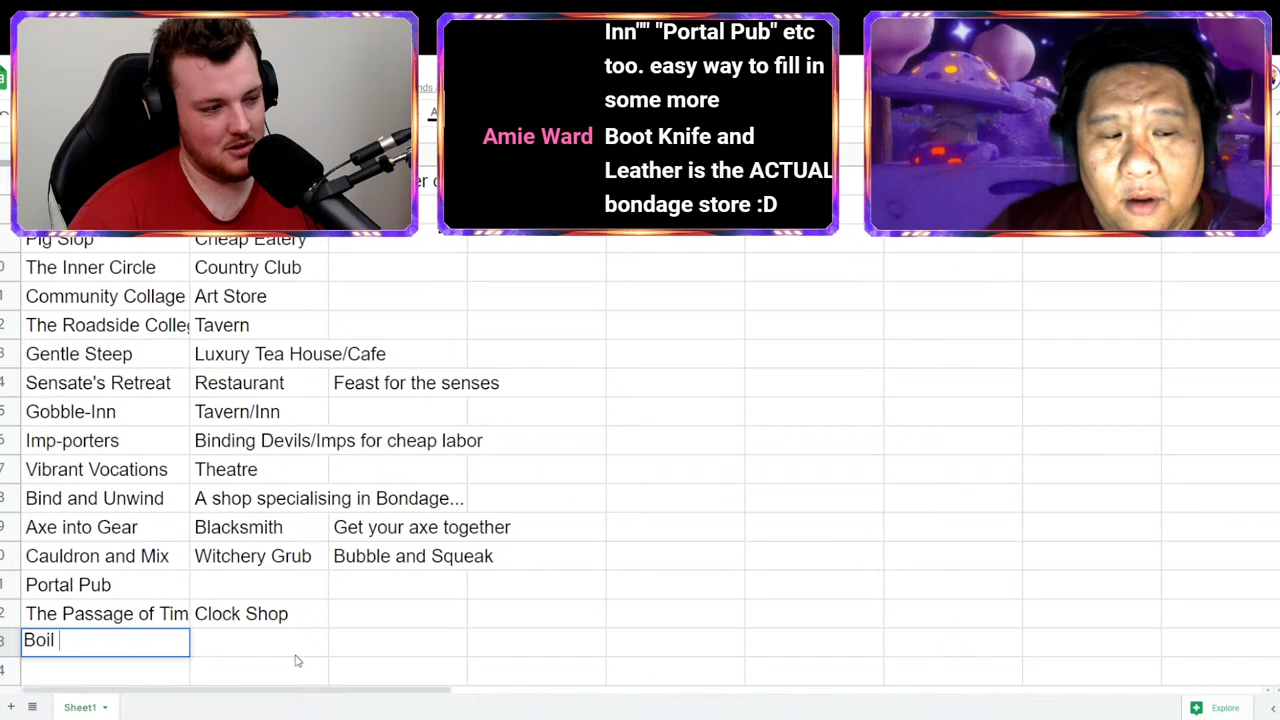 Inn"" "Portal Pub" etc
too. easy way to fill in
some more
Amie Ward Boot Knife and
Leather is the ACTUAL
bondage store :D
Pig Slop Cheap Eatery
The Inner Circle Country Club
Community Collage Art Store
The Roadside Colleg Tavern
Gentle Steep Luxury Tea House/Cafe
Sensate's Retreat Restaurant Feast for the senses
Gobble-Inn Tavern/Inn
Imp-porters Binding Devils/Imps for cheap labor
Vibrant Vocations Theatre
Bind and Unwind A shop specialising in Bondage...
Axe into Gear Blacksmith Get your axe together
Cauldron and Mix Witchery Grub Bubble and Squeak
Portal Pub
The Passage of Tim Clock Shop
Boil
Sheet1
Explore